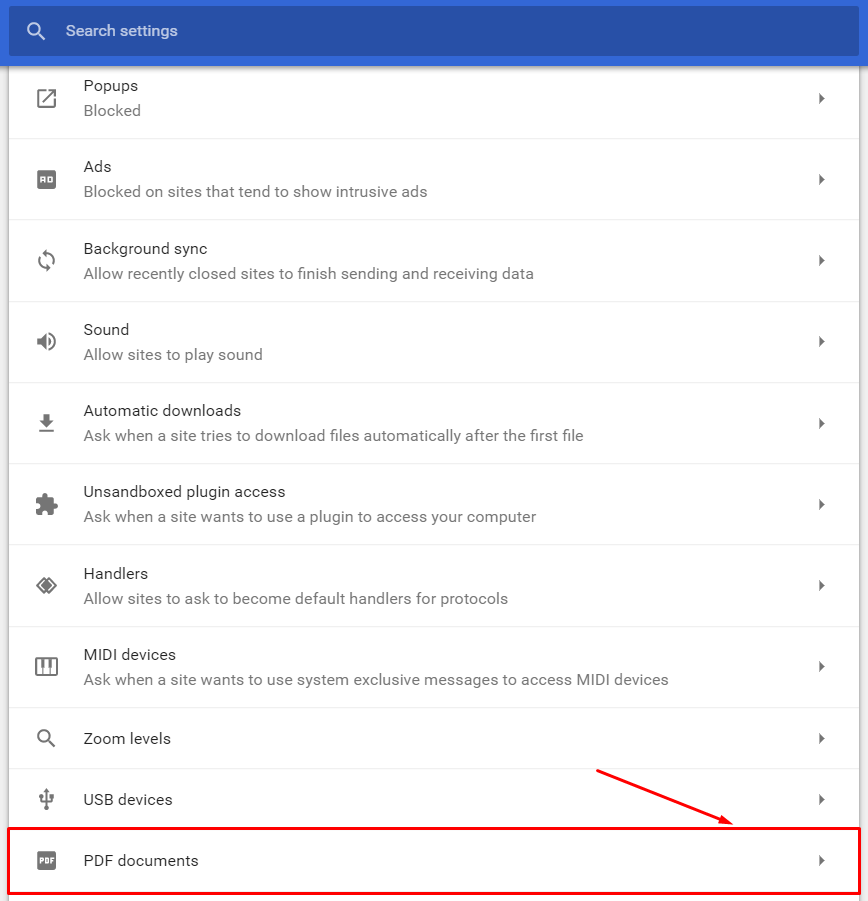 Search settings
Popups
Blocked
AD
Ads
Blocked on sites that tend to show intrusive ads
Background sync
Allow recently closed sites to finish sending and receiving data
Sound
Allow sites to play sound
Automatic downloads
Ask when a site tries to download files automatically after the first file
Unsandboxed plugin access
Ask when a site wants to use a plugin to access your computer
Handlers
Allow sites to ask to become default handlers for protocols
MIDI devices
Ask when a site wants to use system exclusive messages to access MIDI devices
Zoom levels
USB devices
PDF
PDF documents